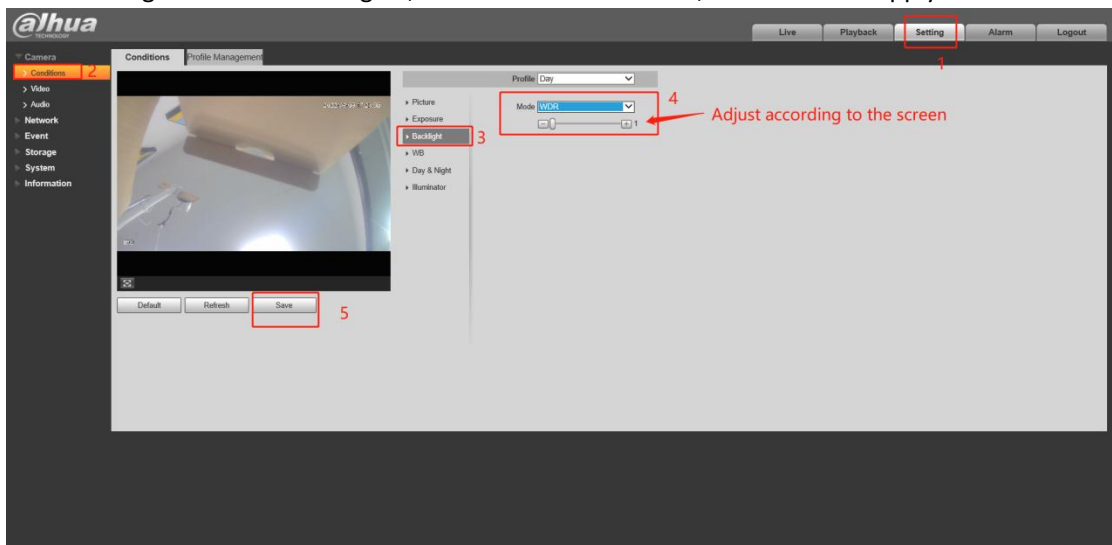 alhua
TECHNOLOGY
Live
Playback
Setting
Alarm
Logout
1
Camera
Conditions
2
Video
Audio
Network
Event
Storage
System
Information
Conditions
Profile Management
Profile Day
Picture
Exposure
Backlight
3
WB
Day & Night
Illuminator
Mode WDR
1
4
Adjust according to the screen
Default
Refresh
Save
5